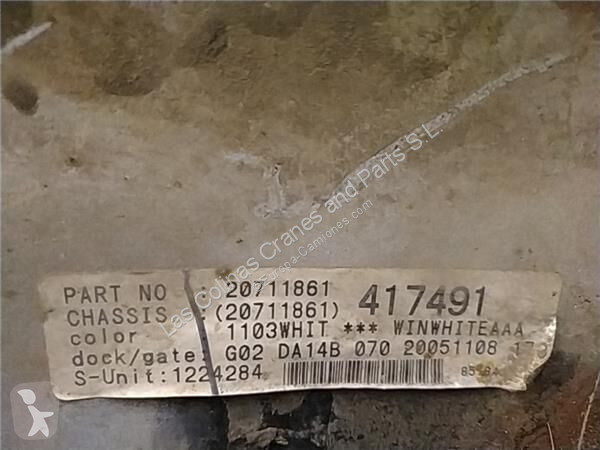 PART NO : 20711861
CHASSIS : (20711861) 417491
color 1103WHIT *** WINWHITEAAA
dock/gate: G02 DA14B 070 20051108
S-Unit: 1224284
Las Colinas Cranes and Parts S.L.